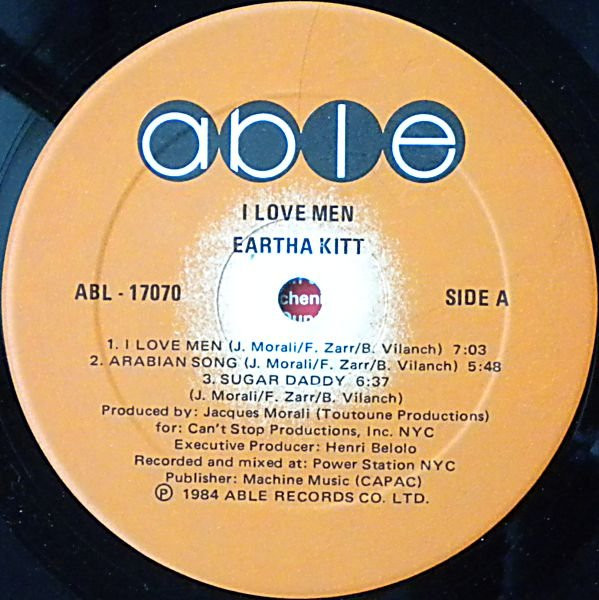 able
I LOVE MEN
EARTHA KITT
ABL - 17070
SIDE A
chen
1. I LOVE MEN (J. Morali/F. Zarr/B. Vilanch) 7:03
2. ARABIAN SONG (J. Morali/F. Zarr/B. Vilanch) 5:48
3. SUGAR DADDY 6:37
(J. Morali/F. Zarr/B. Vilanch)
Produced by: Jacques Morali (Toutoune Productions)
for: Can't Stop Productions, Inc. NYC
Executive Producer: Henri Belolo
Recorded and mixed at: Power Station NYC
Publisher: Machine Music (CAPAC)
℗ 1984 ABLE RECORDS CO. LTD.